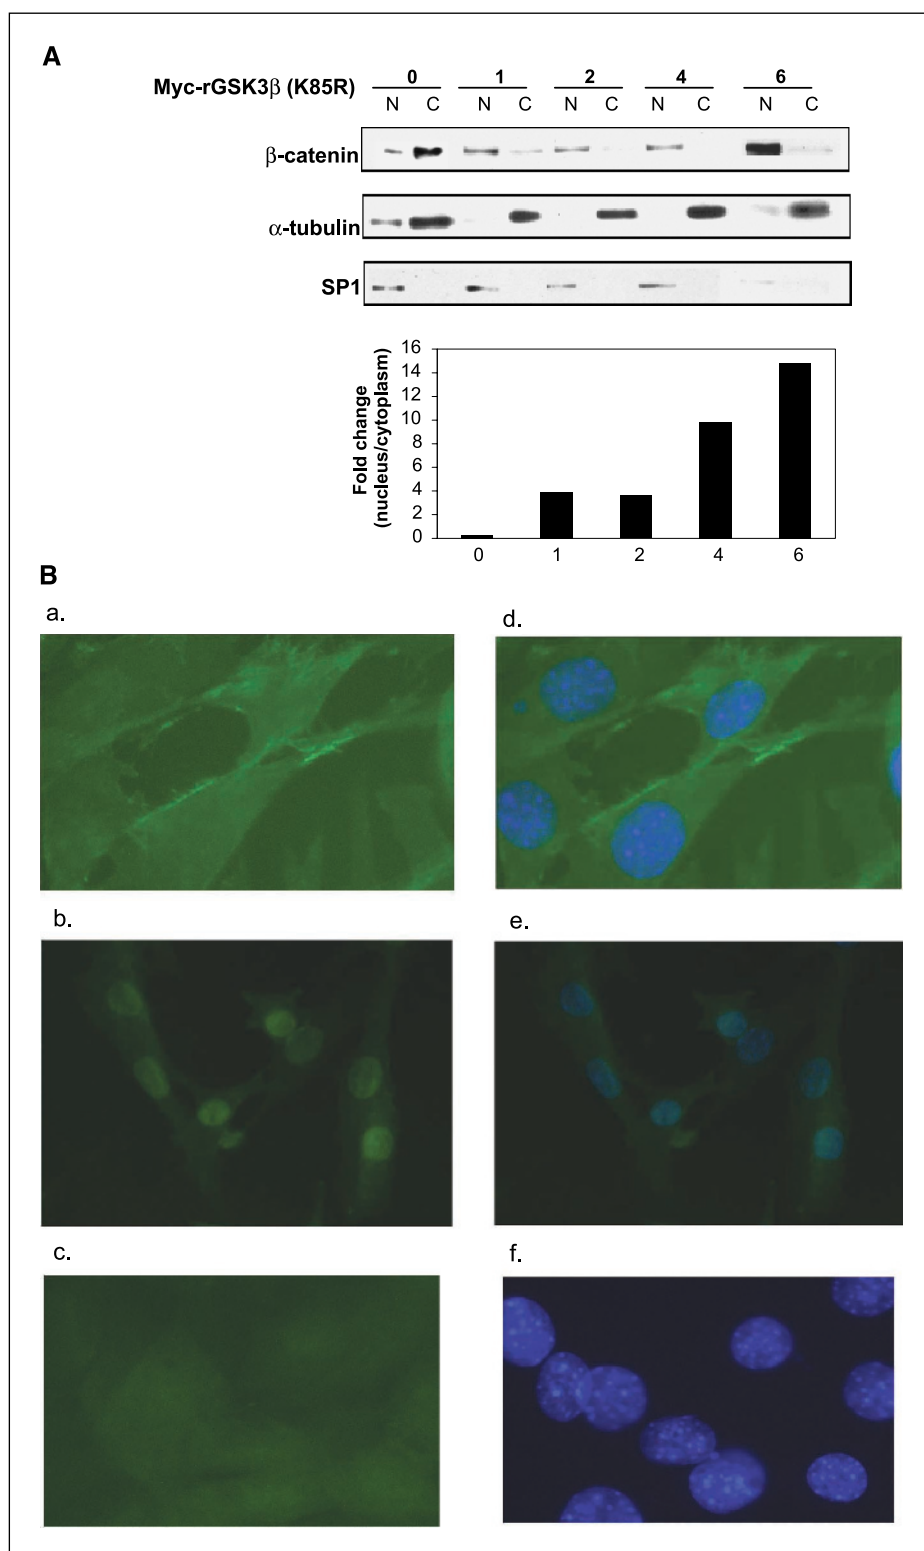 A
Myc-rGSK3β (K85R) 0 1 2 4 6
N C N C N C N C N C
β-catenin
α-tubulin
SP1
Fold change
(nucleus/cytoplasm)
16
14
12
10
8
6
4
2
0
0 1 2 4 6
B
a. d.
b. e.
c. f.